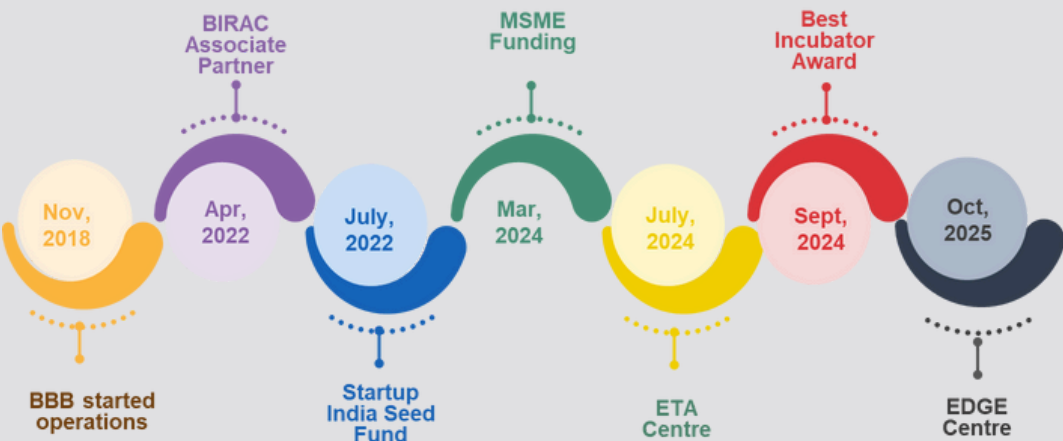 BIRAC
Associate
Partner
MSME
Funding
Best
Incubator
Award
Nov,
2018
Apr,
2022
July,
2022
Mar,
2024
July,
2024
Sept,
2024
Oct,
2025
BBB started
operations
Startup
India Seed
Fund
ETA
Centre
EDGE
Centre